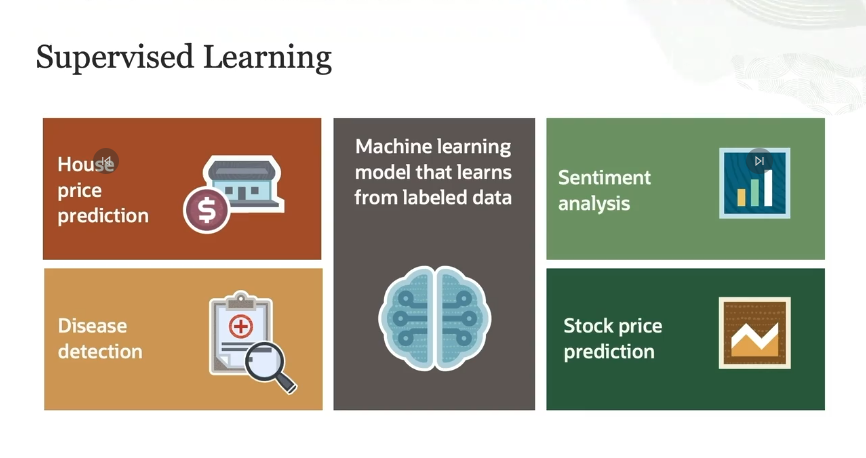 Supervised Learning
House
price
prediction
Machine learning
model that learns
from labeled data
Sentiment
analysis
Disease
detection
Stock price
prediction
$